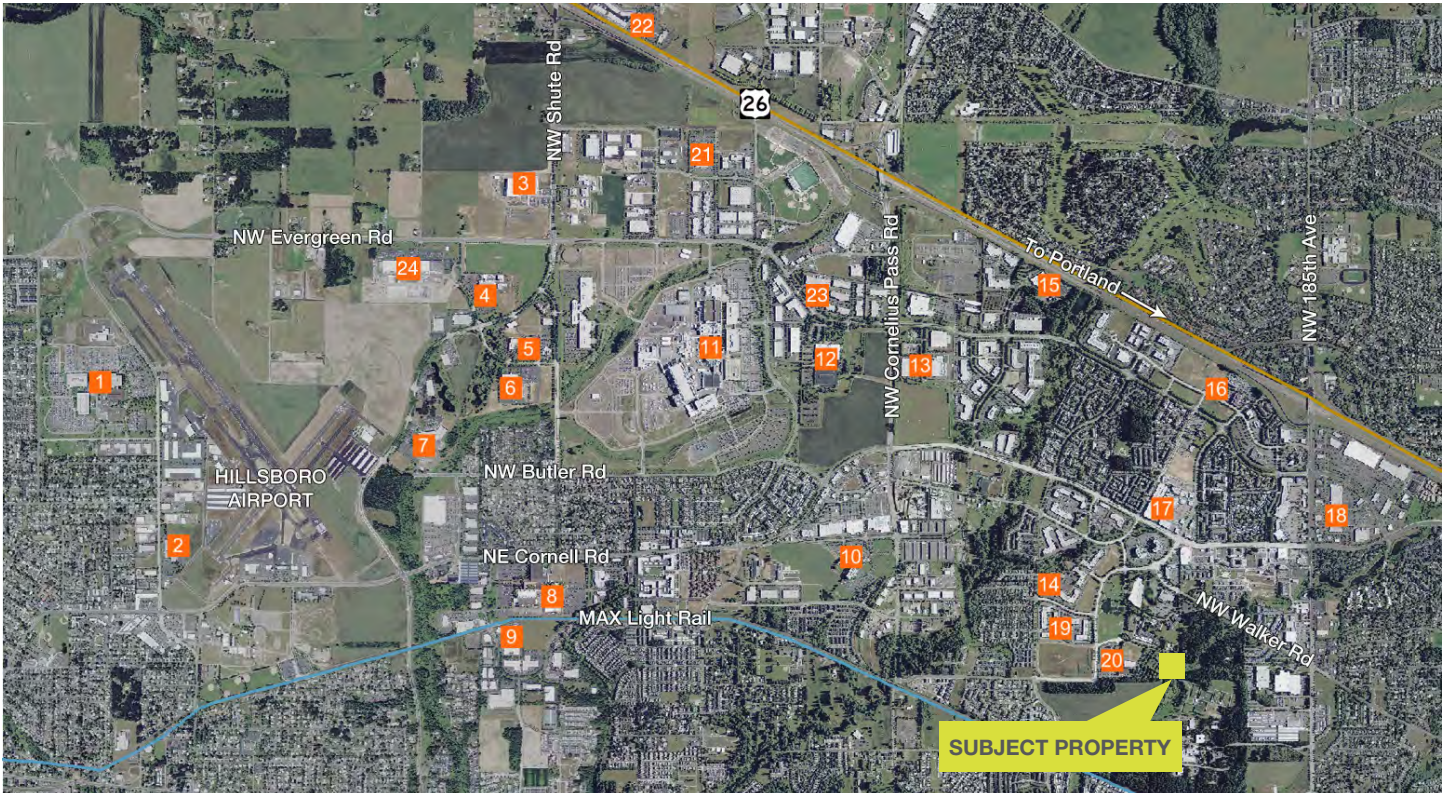 22
NW Shute Rd
26
21
3
NW Evergreen Rd
24
4
NW Cornelius Pass Rd
To Portland
15
NW 185th Ave
23
5
11
12
13
1
6
16
7
NW Butler Rd
HILLSBORO
AIRPORT
17
18
2
NE Cornell Rd
10
8
14
MAX Light Rail
NW Walker Rd
9
19
20
SUBJECT PROPERTY